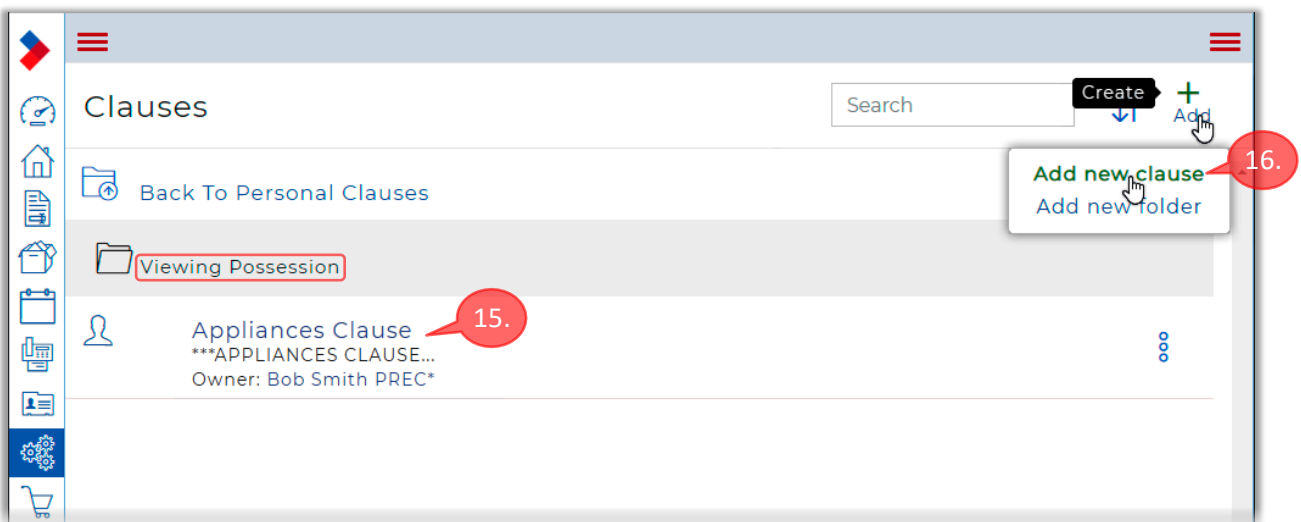 Clauses
Search
Create
Add
Back To Personal Clauses
Add new clause
16.
Add new folder
Viewing Possession
Appliances Clause
15.
***APPLIANCES CLAUSE...
Owner: Bob Smith PREC*